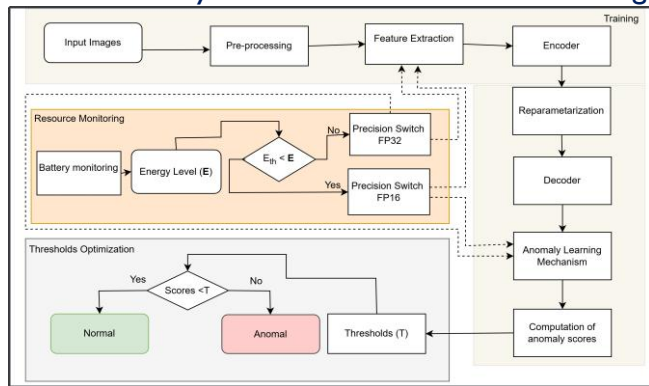 Training
Input Images
Pre-processing
Feature Extraction
Encoder
Reparametarization
Decoder
Anomaly Learning
Mechanism
Computation of
anomaly scores
Resource Monitoring
Battery monitoring
Energy Level (E)
E_th < E
No
Yes
Precision Switch
FP32
Precision Switch
FP16
Thresholds Optimization
Yes
Scores <T
No
Normal
Anomal
Thresholds (T)